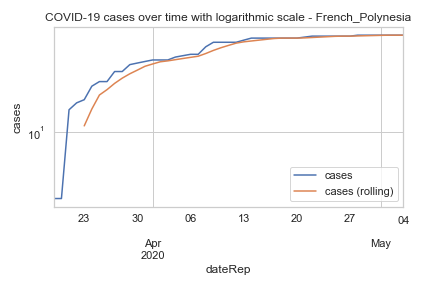 COVID-19 cases over time with logarithmic scale - French_Polynesia
cases
10^1
cases
cases (rolling)
23 30 06 13 20 27 04
Apr May
2020
dateRep